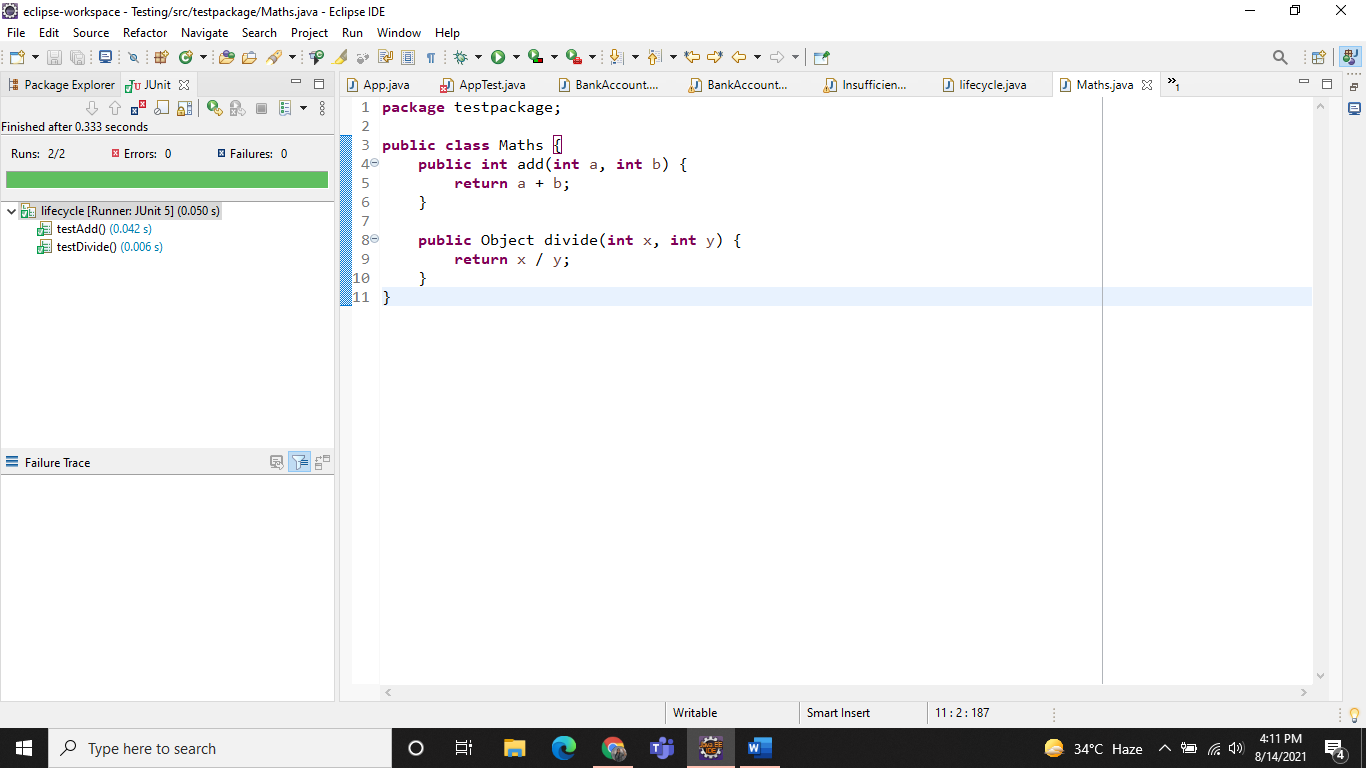 eclipse-workspace - Testing/src/testpackage/Maths.java - Eclipse IDE
File Edit Source Refactor Navigate Search Project Run Window Help
Package Explorer JUnit
App.java AppTest.java BankAccount.... BankAccount... Insufficien... lifecycle.java Maths.java »1
Finished after 0.333 seconds
Runs: 2/2 Errors: 0 Failures: 0
lifecycle [Runner: JUnit 5] (0.050 s)
testAdd() (0.042 s)
testDivide() (0.006 s)
Failure Trace
1 package testpackage;
2
3 public class Maths {
4 public int add(int a, int b) {
5 return a + b;
6 }
7
8 public Object divide(int x, int y) {
9 return x / y;
10 }
11 }
Writable Smart Insert 11 : 2 : 187
Type here to search
34°C Haze
4:11 PM
8/14/2021
4